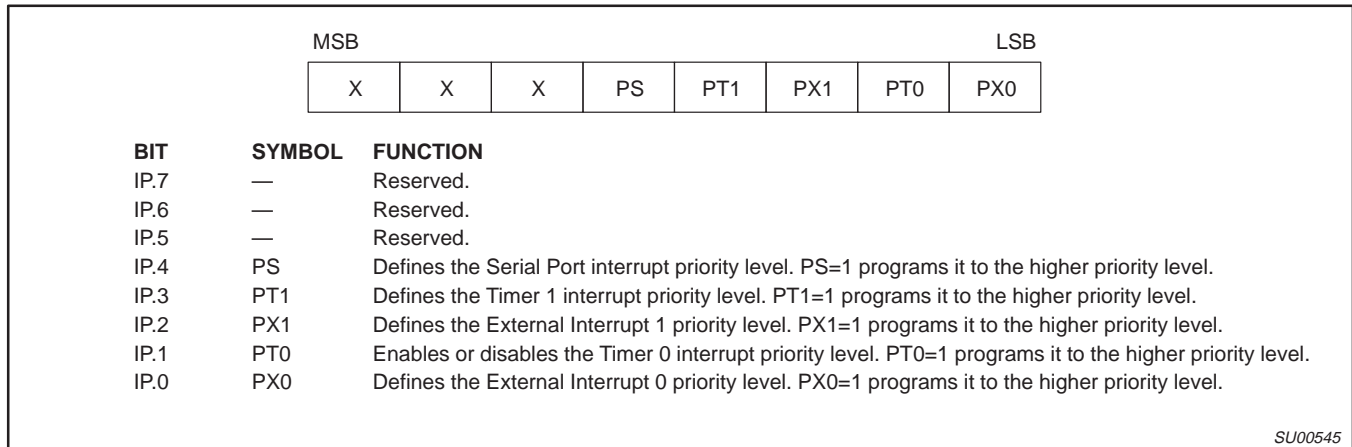 MSB LSB
X X X PS PT1 PX1 PT0 PX0
BIT SYMBOL FUNCTION
IP.7 — Reserved.
IP.6 — Reserved.
IP.5 — Reserved.
IP.4 PS Defines the Serial Port interrupt priority level. PS=1 programs it to the higher priority level.
IP.3 PT1 Defines the Timer 1 interrupt priority level. PT1=1 programs it to the higher priority level.
IP.2 PX1 Defines the External Interrupt 1 priority level. PX1=1 programs it to the higher priority level.
IP.1 PT0 Enables or disables the Timer 0 interrupt priority level. PT0=1 programs it to the higher priority level.
IP.0 PX0 Defines the External Interrupt 0 priority level. PX0=1 programs it to the higher priority level.
SU00545